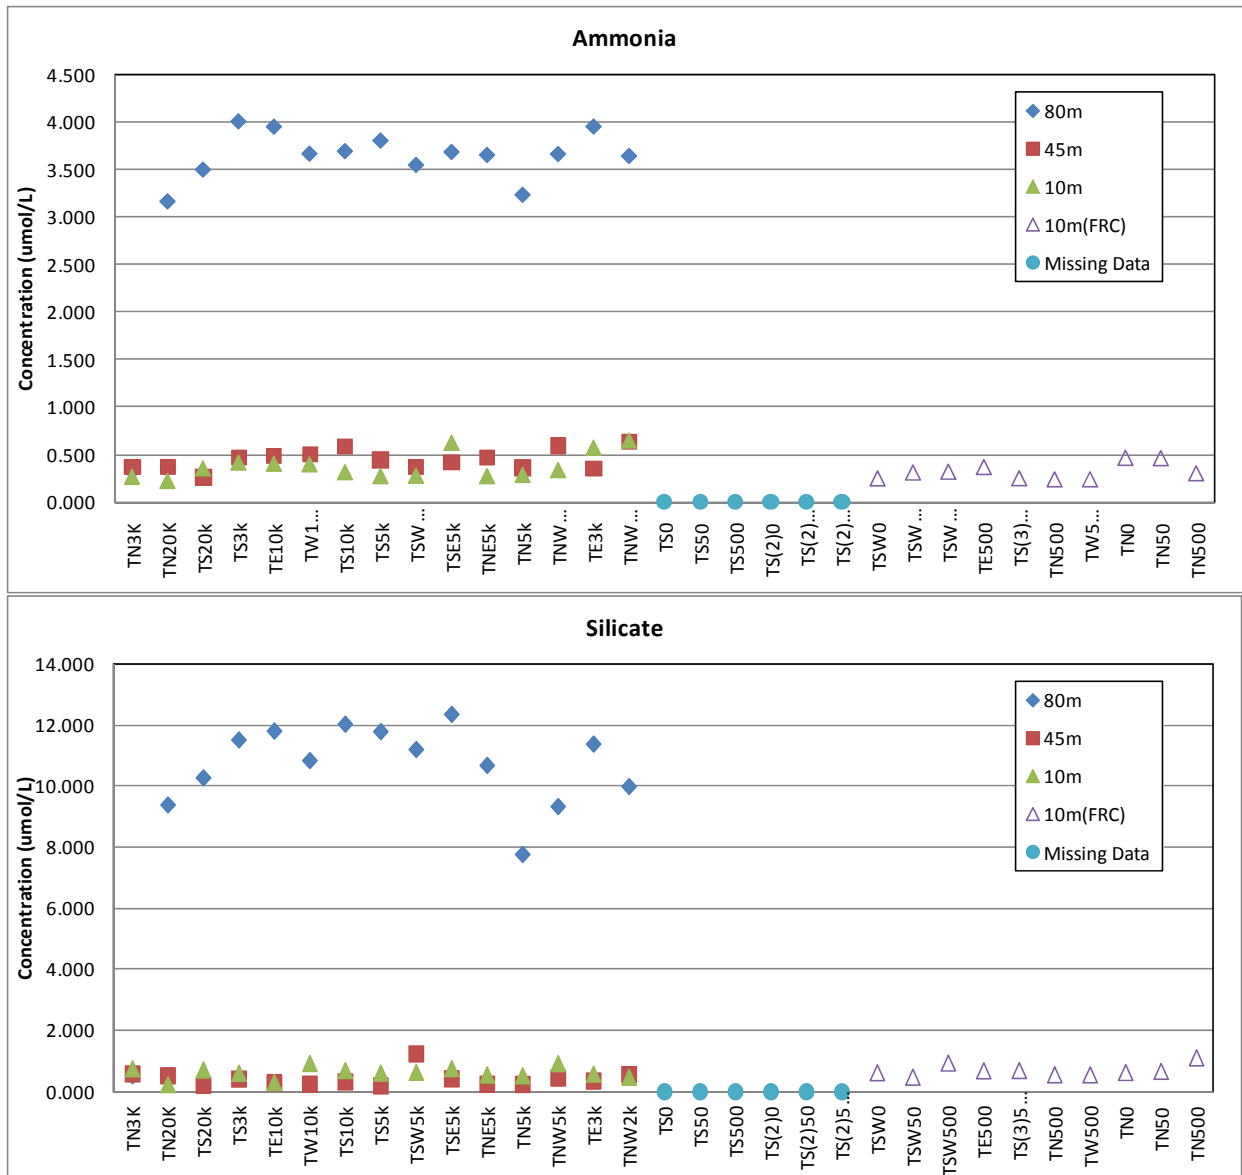 Ammonia
Concentration (umol/L)
4.500
4.000
3.500
3.000
2.500
2.000
1.500
1.000
0.500
0.000
80m
45m
10m
10m(FRC)
Missing Data
TN3K
TN20K
TS20k
TS3k
TE10k
TW1...
TS10k
TS5k
TSW...
TSE5k
TNE5k
TN5k
TNW...
TE3k
TNW...
TS0
TS50
TS500
TS(2)0
TS(2)...
TS(2)...
TSW0
TSW...
TSW...
TE500
TS(3)...
TN500
TW5...
TN0
TN50
TN500
Silicate
Concentration (umol/L)
14.000
12.000
10.000
8.000
6.000
4.000
2.000
0.000
80m
45m
10m
10m(FRC)
Missing Data
TN3K
TN20K
TS20k
TS3k
TE10k
TW10k
TS10k
TS5k
TSW5k
TSE5k
TNE5k
TN5k
TNW5k
TE3k
TNW2k
TS0
TS50
TS500
TS(2)0
TS(2)50
TS(2)5...
TSW0
TSW50
TSW500
TE500
TS(3)5...
TN500
TW500
TN0
TN50
TN500